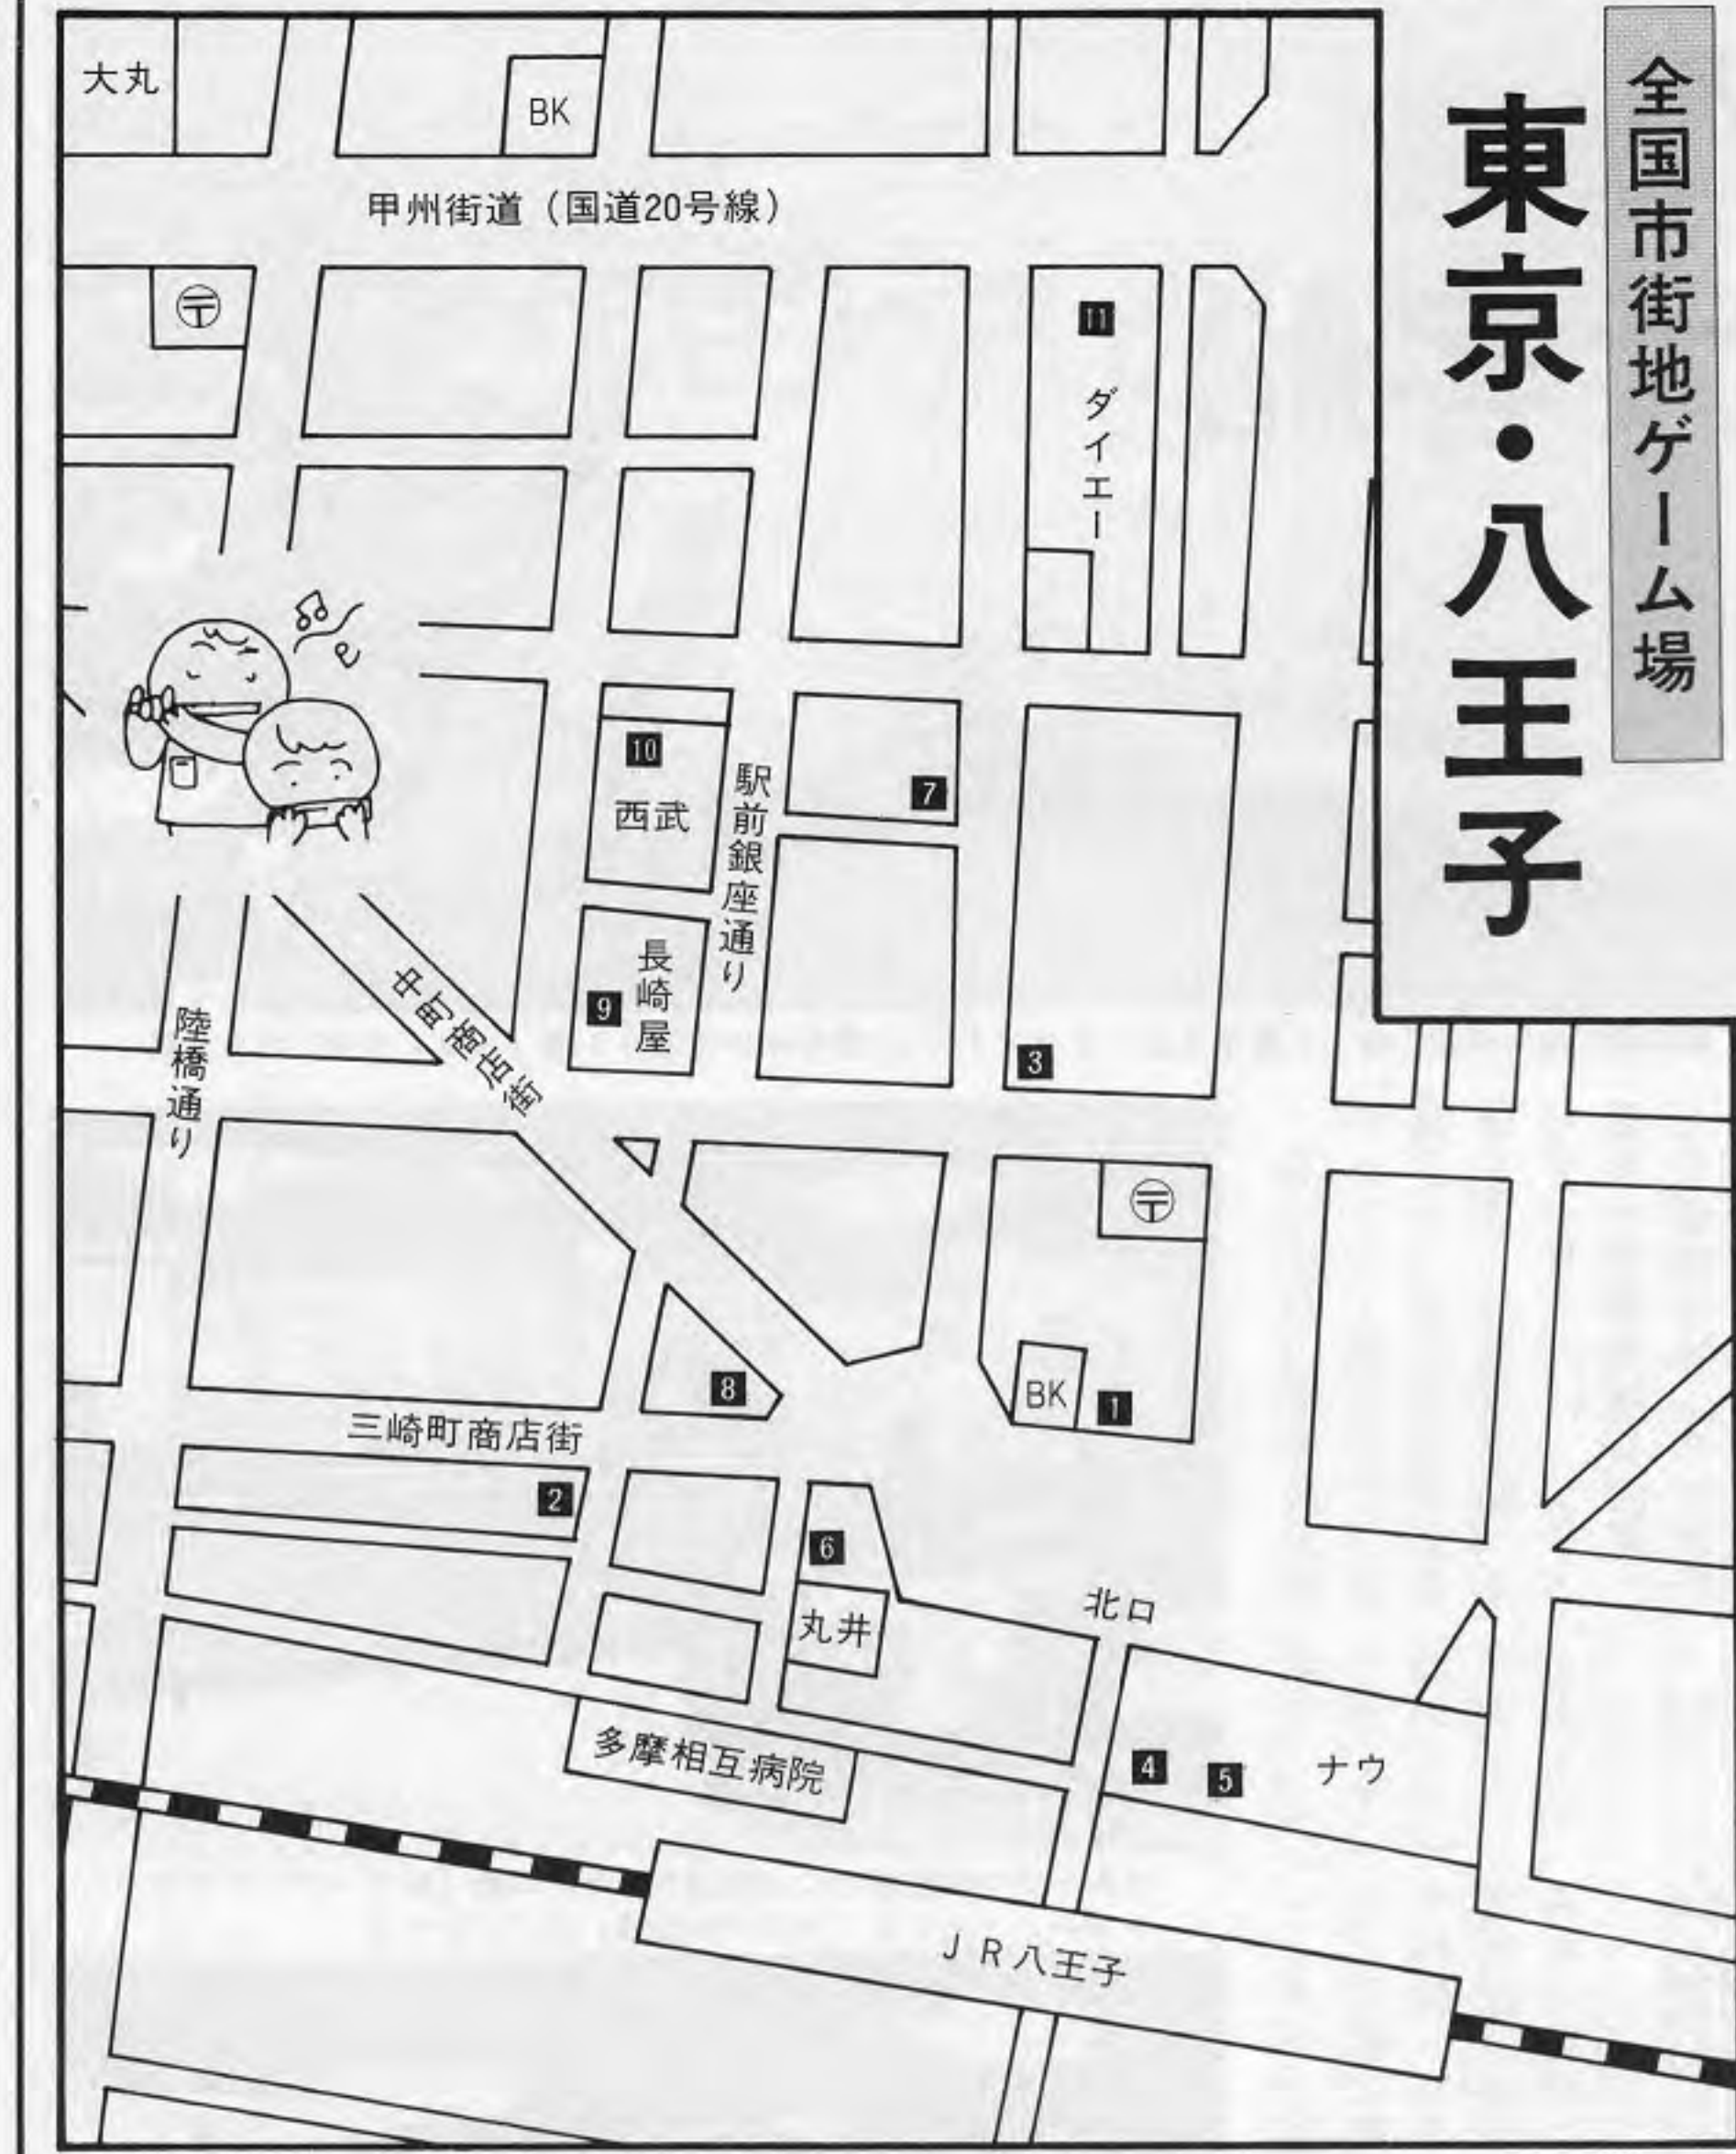 全国市街地ゲーム場
東京・八王子
大丸
BK
甲州街道（国道20号線）
〒
11
ダイエー
10
西武
駅前銀座通り
7
長崎屋
9
中町商店街
陸橋通り
3
〒
BK
1
8
三崎町商店街
2
6
丸井
北口
多摩相互病院
4
5
ナウ
JR八王子